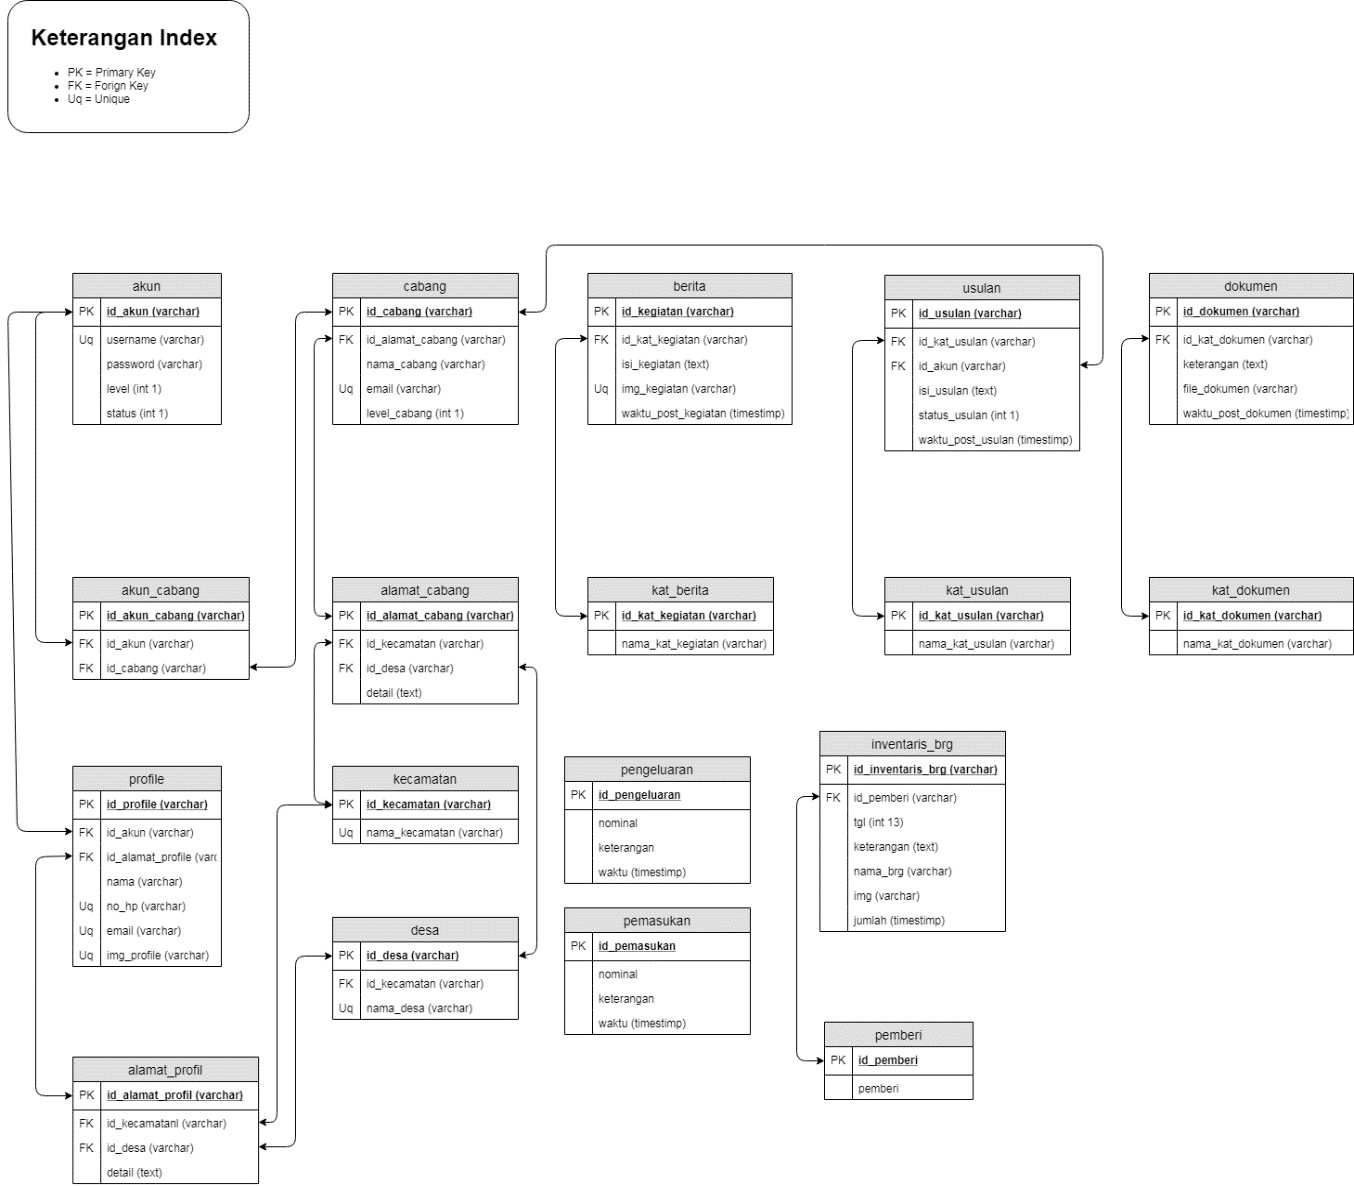 Keterangan Index
PK = Primary Key
FK = Forign Key
Uq = Unique
akun
PK id_akun (varchar)
Uq username (varchar)
password (varchar)
level (int 1)
status (int 1)
cabang
PK id_cabang (varchar)
FK id_alamat_cabang (varchar)
nama_cabang (varchar)
Uq email (varchar)
level_cabang (int 1)
berita
PK id_kegiatan (varchar)
FK id_kat_kegiatan (varchar)
isi_kegiatan (text)
Uq img_kegiatan (varchar)
waktu_post_kegiatan (timestimp)
usulan
PK id_usulan (varchar)
FK id_kat_usulan (varchar)
FK id_akun (varchar)
isi_usulan (text)
status_usulan (int 1)
waktu_post_usulan (timestimp)
dokumen
PK id_dokumen (varchar)
FK id_kat_dokumen (varchar)
keterangan (text)
file_dokumen (varchar)
waktu_post_dokumen (timestimp)
akun_cabang
PK id_akun_cabang (varchar)
FK id_akun (varchar)
FK id_cabang (varchar)
alamat_cabang
PK id_alamat_cabang (varchar)
FK id_kecamatan (varchar)
FK id_desa (varchar)
detail (text)
kat_berita
PK id_kat_kegiatan (varchar)
nama_kat_kegiatan (varchar)
kat_usulan
PK id_kat_usulan (varchar)
nama_kat_usulan (varchar)
kat_dokumen
PK id_kat_dokumen (varchar)
nama_kat_dokumen (varchar)
profile
PK id_profile (varchar)
FK id_akun (varchar)
FK id_alamat_profile (varc
nama (varchar)
Uq no_hp (varchar)
Uq email (varchar)
Uq img_profile (varchar)
kecamatan
PK id_kecamatan (varchar)
Uq nama_kecamatan (varchar)
pengeluaran
PK id_pengeluaran
nominal
keterangan
waktu (timestimp)
inventaris_brg
PK id_inventaris_brg (varchar)
FK id_pemberi (varchar)
tgl (int 13)
keterangan (text)
nama_brg (varchar)
img (varchar)
jumlah (timestimp)
desa
PK id_desa (varchar)
FK id_kecamatan (varchar)
Uq nama_desa (varchar)
pemasukan
PK id_pemasukan
nominal
keterangan
waktu (timestimp)
pemberi
PK id_pemberi
pemberi
alamat_profil
PK id_alamat_profil (varchar)
FK id_kecamatanl (varchar)
FK id_desa (varchar)
detail (text)